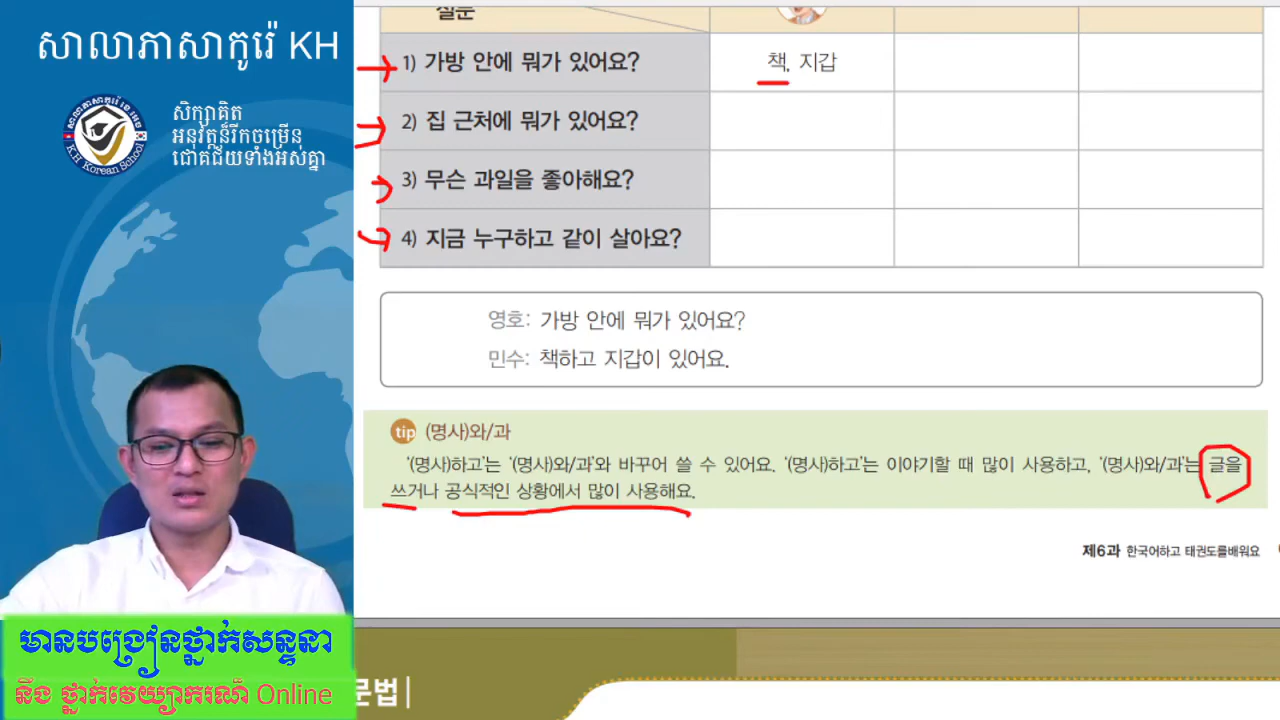 សាលាភាសាកូរ៉េ KH
សិក្សាគិត
អនុវត្តន៍រីកចម្រើន
ជោគជ័យទាំងអស់គ្នា
K.H Korean School
질문
1) 가방 안에 뭐가 있어요?
책, 지갑
2) 집 근처에 뭐가 있어요?
3) 무슨 과일을 좋아해요?
4) 지금 누구하고 같이 살아요?
영호: 가방 안에 뭐가 있어요?
민수: 책하고 지갑이 있어요.
tip (명사)와/과
'(명사)하고'는 '(명사)와/과'와 바꾸어 쓸 수 있어요. '(명사)하고'는 이야기할 때 많이 사용하고, '(명사)와/과'는 글을
쓰거나 공식적인 상황에서 많이 사용해요.
제6과 한국어하고 태권도를배워요
មានបង្រៀនថ្នាក់សន្ទនា
និង ថ្នាក់វេយ្យាករណ៍ Online
문법